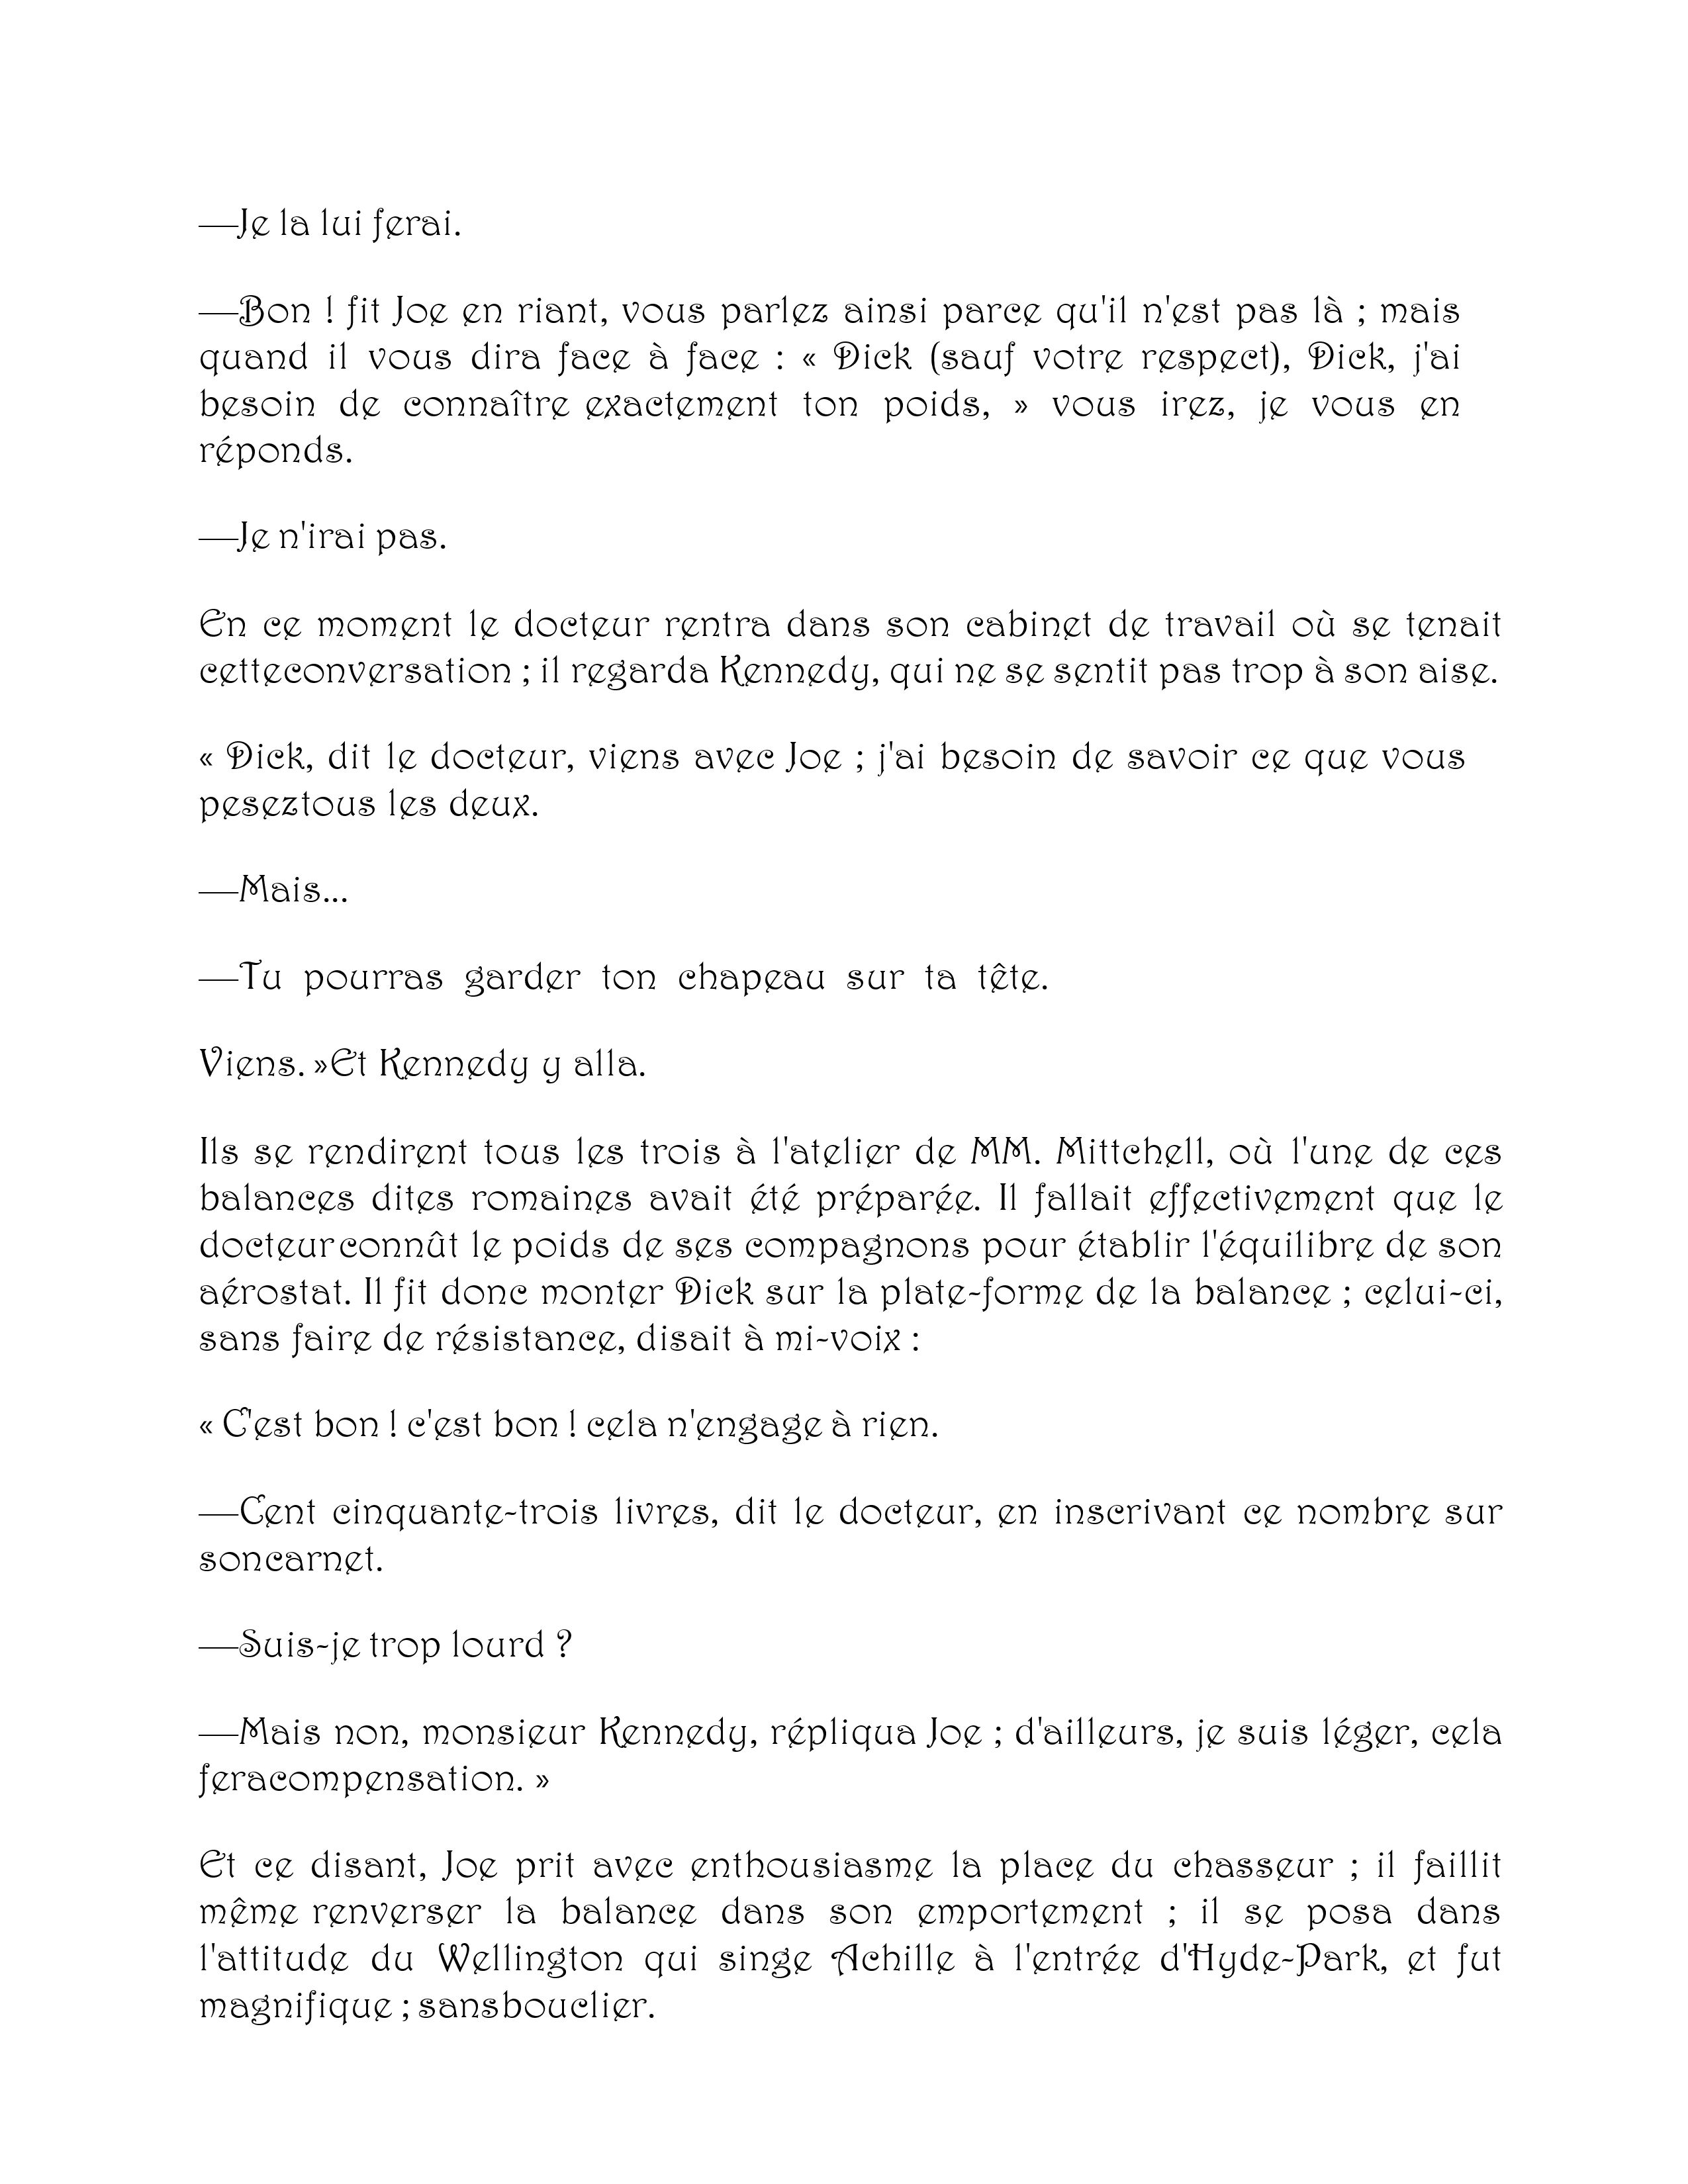 —Je la lui ferai.
—Bon ! fit Joe en riant, vous parlez ainsi parce qu'il n'est pas là ; mais
quand il vous dira face à face : « Dick (sauf votre respect), Dick, j'ai
besoin de connaître exactement ton poids, » vous irez, je vous en
réponds.
—Je n'irai pas.
En ce moment le docteur rentra dans son cabinet de travail où se tenait
cetteconversation ; il regarda Kennedy, qui ne se sentit pas trop à son aise.
« Dick, dit le docteur, viens avec Joe ; j'ai besoin de savoir ce que vous
peseztous les deux.
—Mais...
—Tu pourras garder ton chapeau sur ta tête.
Viens. »Et Kennedy y alla.
Ils se rendirent tous les trois à l'atelier de MM. Mittchell, où l'une de ces
balances dites romaines avait été préparée. Il fallait effectivement que le
docteurconnût le poids de ses compagnons pour établir l'équilibre de son
aérostat. Il fit donc monter Dick sur la plate-forme de la balance ; celui-ci,
sans faire de résistance, disait à mi-voix :
« C'est bon ! c'est bon ! cela n'engage à rien.
—Cent cinquante-trois livres, dit le docteur, en inscrivant ce nombre sur
soncarnet.
—Suis-je trop lourd ?
—Mais non, monsieur Kennedy, répliqua Joe ; d'ailleurs, je suis léger, cela
feracompensation. »
Et ce disant, Joe prit avec enthousiasme la place du chasseur ; il faillit
même renverser la balance dans son emportement ; il se posa dans
l'attitude du Wellington qui singe Achille à l'entrée d'Hyde-Park, et fut
magnifique ; sansbouclier.